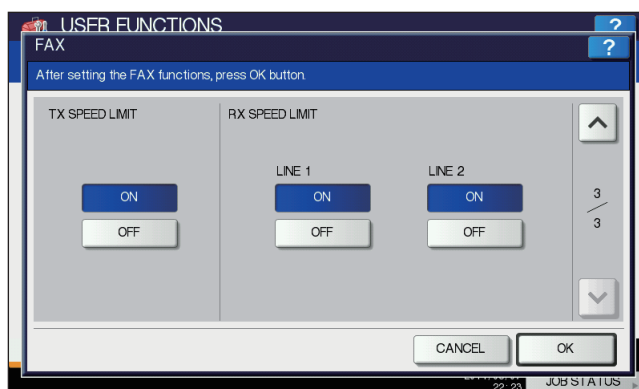 USER FUNCTIONS
?
FAX
?
After setting the FAX functions, press OK button.
TX SPEED LIMIT
RX SPEED LIMIT
LINE 1
LINE 2
ON
ON
ON
OFF
OFF
OFF
3
3
CANCEL
OK
22:23
JOB STATUS